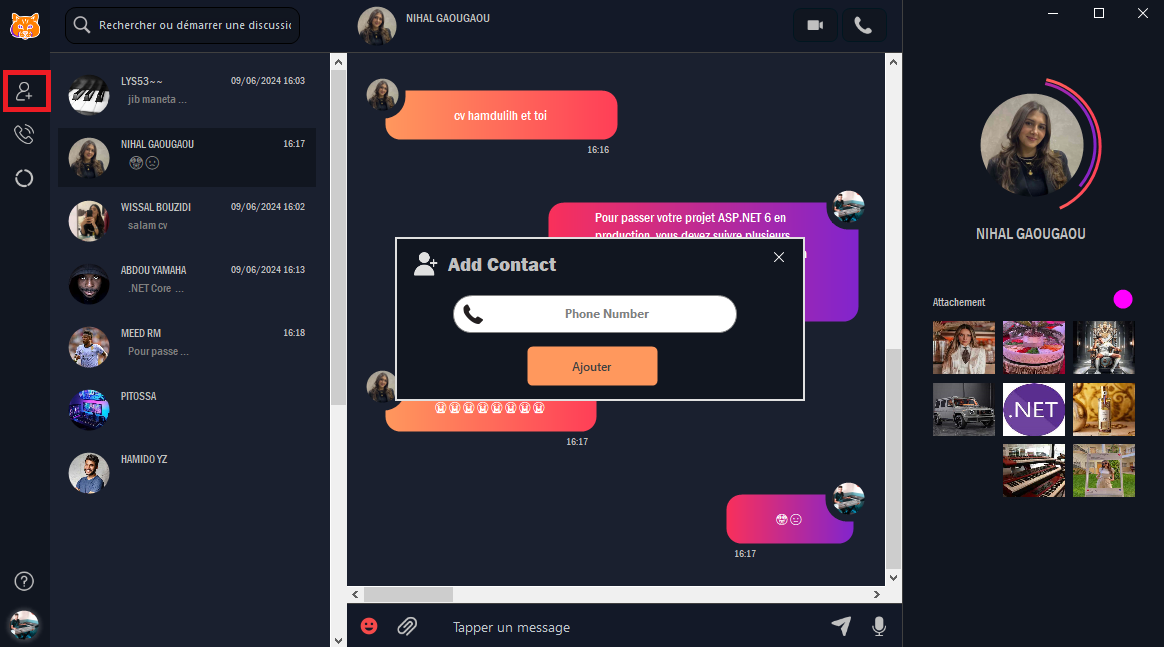 Rechercher ou démarrer une discussio
NIHAL GAOUGAOU
LYS53~~
09/06/2024 16:03
jib maneta ...
NIHAL GAOUGAOU
16:17
WISSAL BOUZIDI
09/06/2024 16:02
salam cv
ABDOU YAMAHA
09/06/2024 16:13
.NET Core ...
MEED RM
16:18
Pour passe ...
PITOSSA
HAMIDO YZ
cv hamdulilh et toi
16:16
Pour passer votre projet ASP.NET 6 en
production, vous devez suivre plusieurs
Add Contact
Phone Number
Ajouter
16:17
16:17
Tapper un message
NIHAL GAOUGAOU
Attachement
.NET